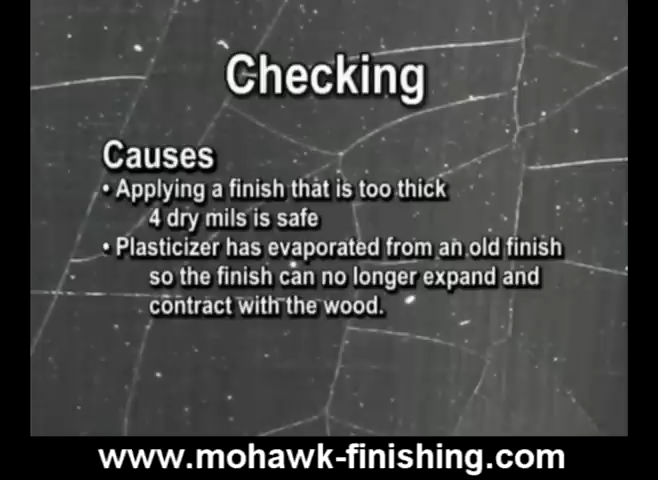 Checking
Causes
• Applying a finish that is too thick
4 dry mils is safe
• Plasticizer has evaporated from an old finish
so the finish can no longer expand and
contract with the wood.
www.mohawk-finishing.com